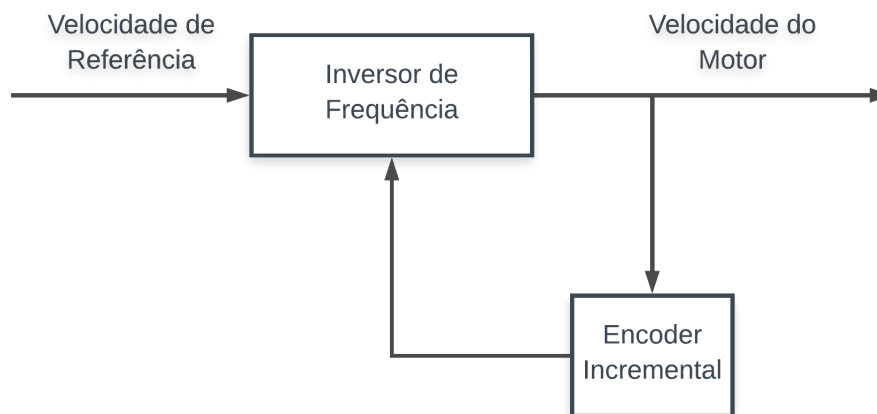 Velocidade de
Referência
Inversor de
Frequência
Velocidade do
Motor
Encoder
Incremental